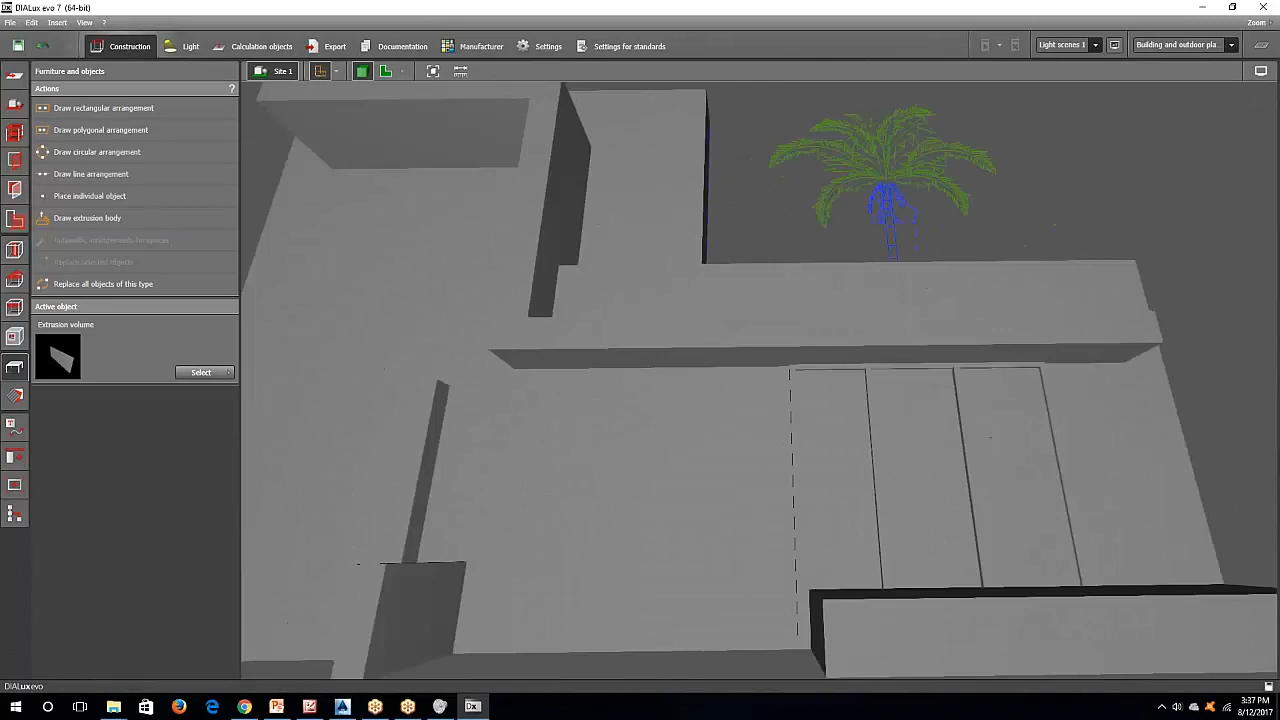 DIALux evo 7 (64-bit)
File Edit Insert View ?
Zoom
Construction Light Calculation objects Export Documentation Manufacturer Settings Settings for standards Light scenes 1 Building and outdoor pla...
Furniture and objects
Site 1
Actions ?
Draw rectangular arrangement
Draw polygonal arrangement
Draw circular arrangement
Draw line arrangement
Place individual object
Draw extrusion body
Replace selected objects
Replace all objects of this type
Active object
Extrusion volume
Select
DIALux evo
3:37 PM
8/12/2017